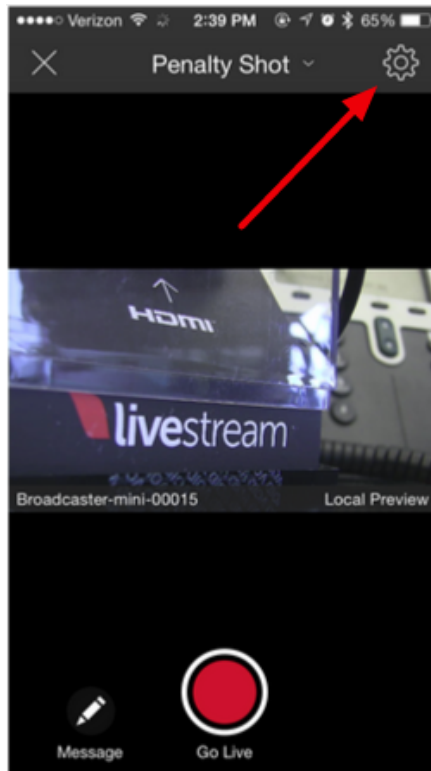 Verizon 2:39 PM 65%
Penalty Shot
HDMI
livestream
Broadcaster-mini-00015 Local Preview
Message Go Live